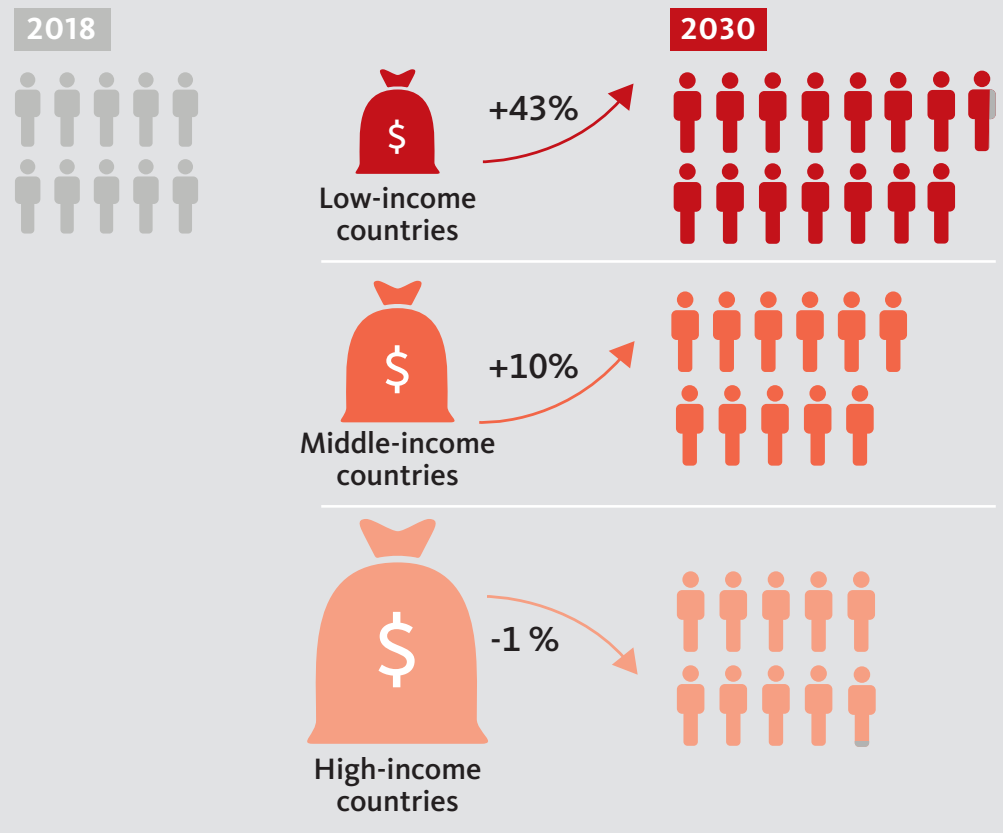 2018
2030
$
+43%
Low-income
countries
$
+10%
Middle-income
countries
$
-1 %
High-income
countries